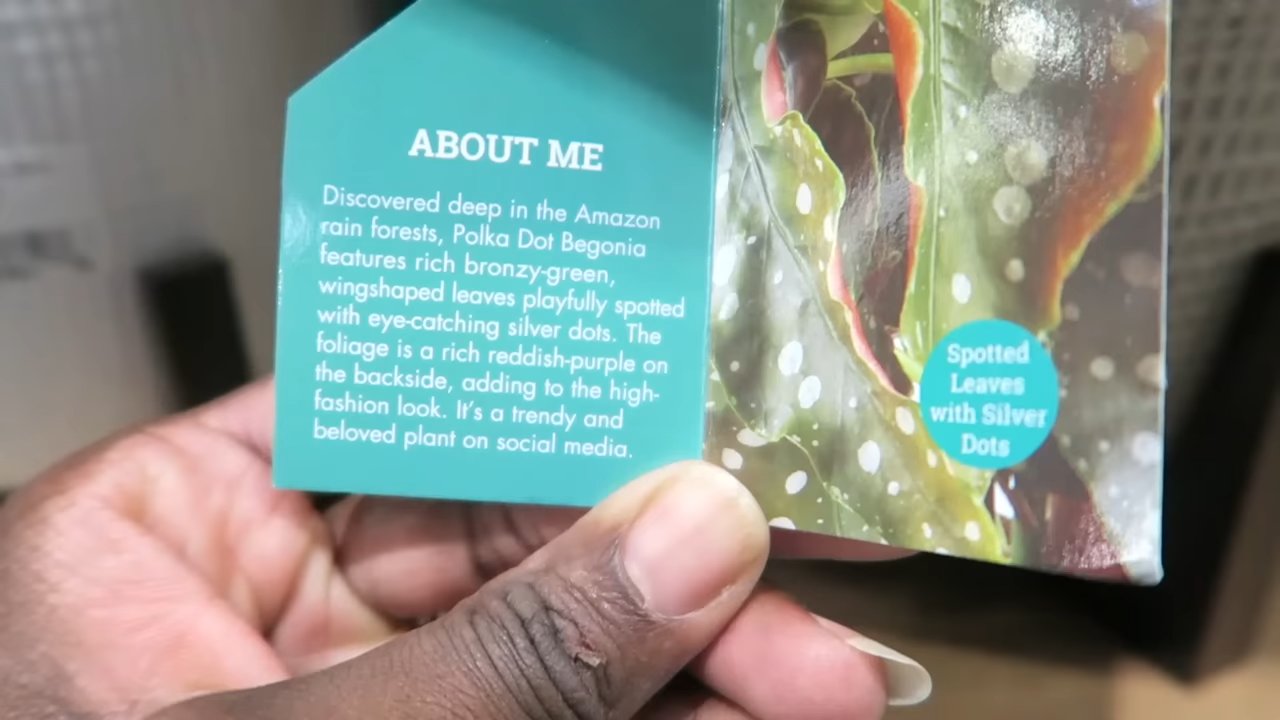 ABOUT ME
Discovered deep in the Amazon
rain forests, Polka Dot Begonia
features rich bronzy-green,
wingshaped leaves playfully spotted
with eye-catching silver dots. The
foliage is a rich reddish-purple on
the backside, adding to the high-
fashion look. It's a trendy and
beloved plant on social media.
Spotted
Leaves
with Silver
Dots